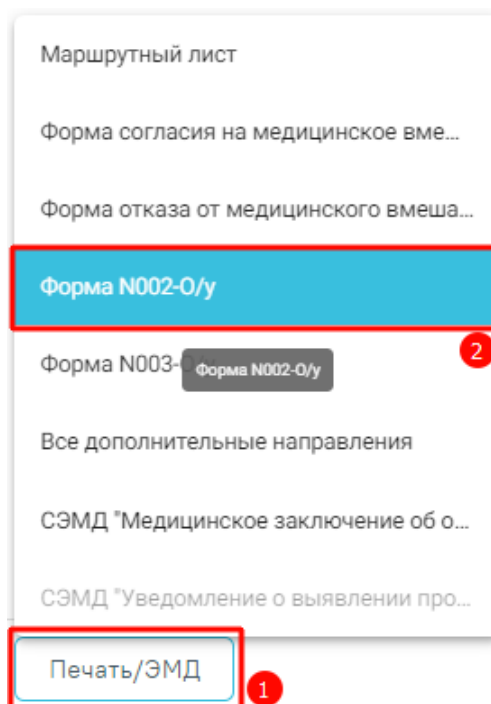 Маршрутный лист
Форма согласия на медицинское вме...
Форма отказа от медицинского вмеша...
Форма N002-О/у
2
Форма N003-О/у
Форма N002-О/у
Все дополнительные направления
СЭМД "Медицинское заключение об о...
СЭМД "Уведомление о выявлении про...
Печать/ЭМД
1